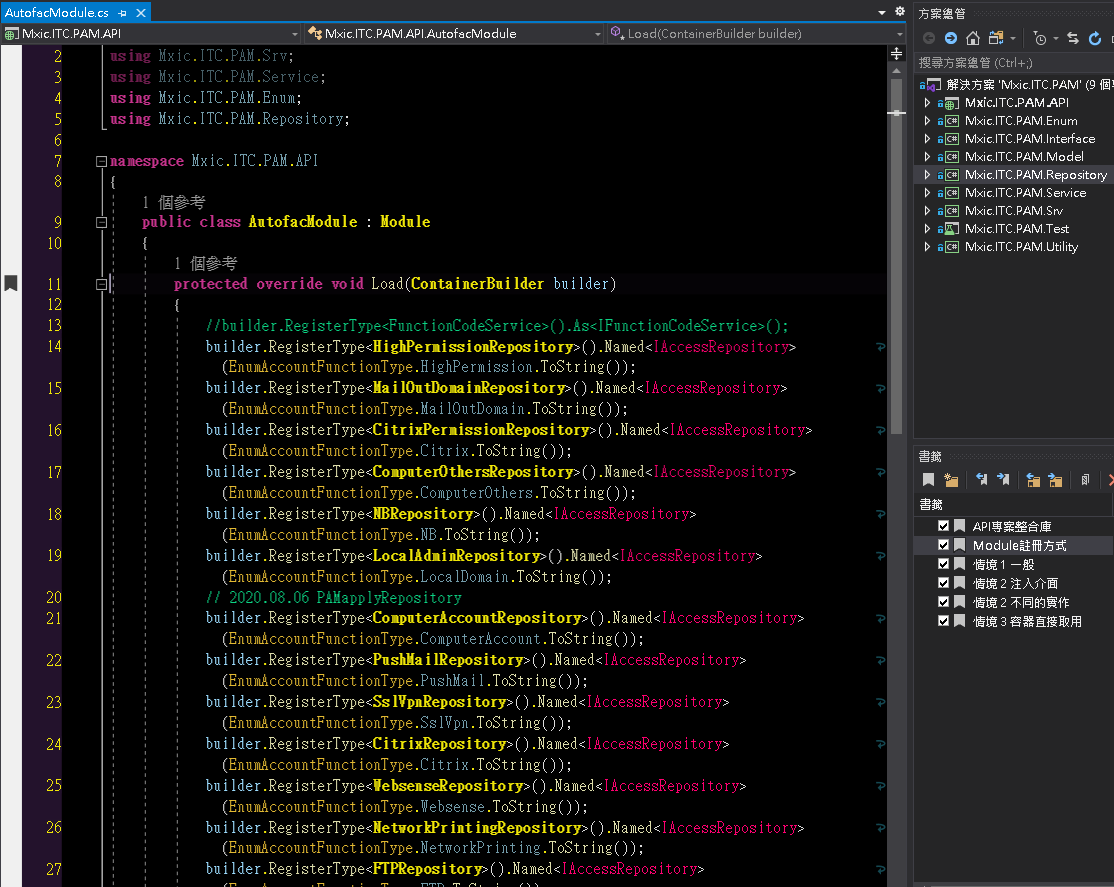 AutofacModule.cs
Mxic.ITC.PAM.API
Mxic.ITC.PAM.API.AutofacModule
Load(ContainerBuilder builder)
2 using Mxic.ITC.PAM.Srv;
3 using Mxic.ITC.PAM.Service;
4 using Mxic.ITC.PAM.Enum;
5 using Mxic.ITC.PAM.Repository;
6
7 namespace Mxic.ITC.PAM.API
8 {
1 個參考
9 public class AutofacModule : Module
10 {
1 個參考
11 protected override void Load(ContainerBuilder builder)
12 {
13 //builder.RegisterType<FunctionCodeService>().As<IFunctionCodeService>();
14 builder.RegisterType<HighPermissionRepository>().Named<IAccessRepository>
(EnumAccountFunctionType.HighPermission.ToString());
15 builder.RegisterType<MailOutDomainRepository>().Named<IAccessRepository>
(EnumAccountFunctionType.MailOutDomain.ToString());
16 builder.RegisterType<CitrixPermissionRepository>().Named<IAccessRepository>
(EnumAccountFunctionType.Citrix.ToString());
17 builder.RegisterType<ComputerOthersRepository>().Named<IAccessRepository>
(EnumAccountFunctionType.ComputerOthers.ToString());
18 builder.RegisterType<NBRepository>().Named<IAccessRepository>
(EnumAccountFunctionType.NB.ToString());
19 builder.RegisterType<LocalAdminRepository>().Named<IAccessRepository>
(EnumAccountFunctionType.LocalDomain.ToString());
20 // 2020.08.06 PAMapplyRepository
21 builder.RegisterType<ComputerAccountRepository>().Named<IAccessRepository>
(EnumAccountFunctionType.ComputerAccount.ToString());
22 builder.RegisterType<PushMailRepository>().Named<IAccessRepository>
(EnumAccountFunctionType.PushMail.ToString());
23 builder.RegisterType<SslVpnRepository>().Named<IAccessRepository>
(EnumAccountFunctionType.SslVpn.ToString());
24 builder.RegisterType<CitrixRepository>().Named<IAccessRepository>
(EnumAccountFunctionType.Citrix.ToString());
25 builder.RegisterType<WebsenseRepository>().Named<IAccessRepository>
(EnumAccountFunctionType.Websense.ToString());
26 builder.RegisterType<NetworkPrintingRepository>().Named<IAccessRepository>
(EnumAccountFunctionType.NetworkPrinting.ToString());
27 builder.RegisterType<FTPRepository>().Named<IAccessRepository>
方案總管
搜尋方案總管 (Ctrl+;)
解決方案 'Mxic.ITC.PAM' (9 個
Mxic.ITC.PAM.API
Mxic.ITC.PAM.Enum
Mxic.ITC.PAM.Interface
Mxic.ITC.PAM.Model
Mxic.ITC.PAM.Repository
Mxic.ITC.PAM.Service
Mxic.ITC.PAM.Srv
Mxic.ITC.PAM.Test
Mxic.ITC.PAM.Utility
書籤
書籤
API專案整合庫
Module註冊方式
情境 1 一般
情境 2 注入介面
情境 2 不同的實作
情境 3 容器直接取用